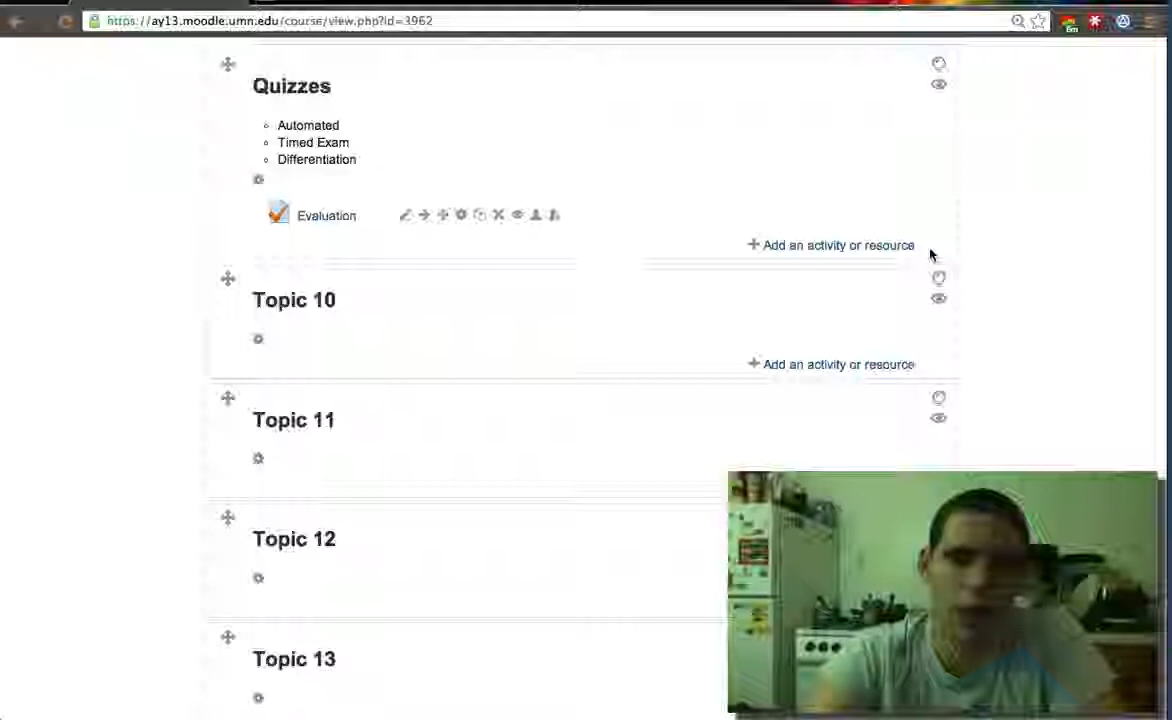 https://ay13.moodle.umn.edu/course/view.php?id=3962
6m
Quizzes
Automated
Timed Exam
Differentiation
Evaluation
Add an activity or resource
Topic 10
Add an activity or resource
Topic 11
Topic 12
Topic 13